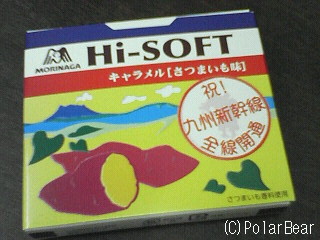 MORINAGA
Hi-SOFT
キャラメル[さつまいも味]
祝!
九州新幹線
全線開通
さつまいも香料使用
(C)PolarBear